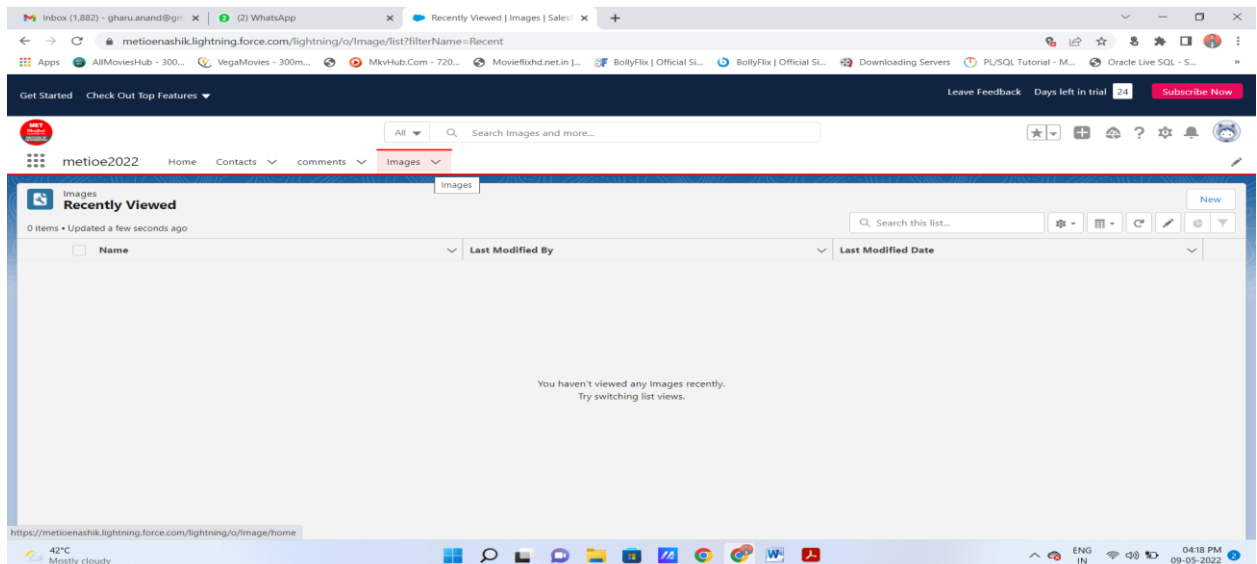 Inbox (1,882) - gharu.anand@gm
(2) WhatsApp
Recently Viewed | Images | Salesf
metioenashik.lightning.force.com/lightning/o/Image/list?filterName=Recent
Apps AllMoviesHub - 300... VegaMovies - 300m... MkvHub.Com - 720... Movieflixhd.net.in |... BollyFlix | Official Si... BollyFlix | Official Si... Downloading Servers PL/SQL Tutorial - M... Oracle Live SQL - S... »
Get Started Check Out Top Features Leave Feedback Days left in trial 24 Subscribe Now
MET
All Search Images and more...
metioe2022 Home Contacts comments Images
Images
Images
Recently Viewed
New
0 items • Updated a few seconds ago
Search this list...
Name Last Modified By Last Modified Date
You haven't viewed any Images recently.
Try switching list views.
https://metioenashik.lightning.force.com/lightning/o/Image/home
42°C
Mostly cloudy
ENG
IN
04:18 PM
09-05-2022
2